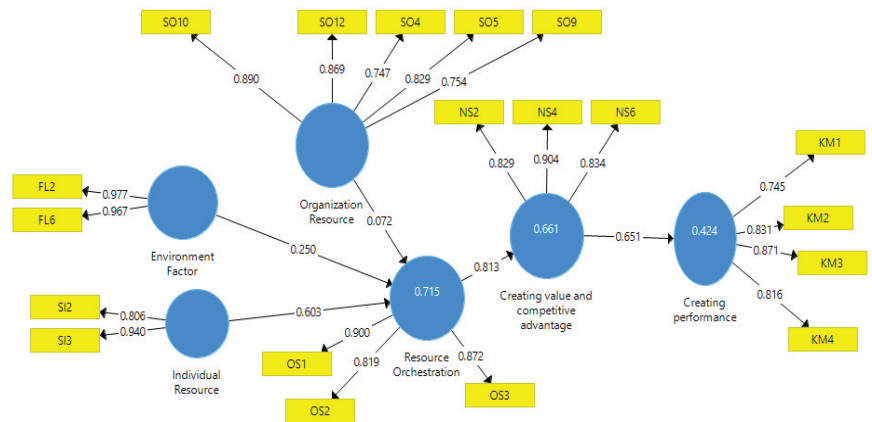 SO10
SO12
SO4
SO5
SO9
0.890
0.869
0.747
0.829
0.754
NS2
NS4
NS6
0.829
0.904
0.834
KM1
KM2
KM3
KM4
0.745
0.831
0.871
0.816
FL2
FL6
0.977
0.967
Environment
Factor
Organization
Resource
0.072
0.250
0.661
0.651
0.424
Creating value and
competitive
advantage
Creating
performance
0.715
0.813
Resource
Orchestration
SI2
SI3
0.806
0.940
Individual
Resource
0.603
0.900
0.819
0.872
OS1
OS2
OS3